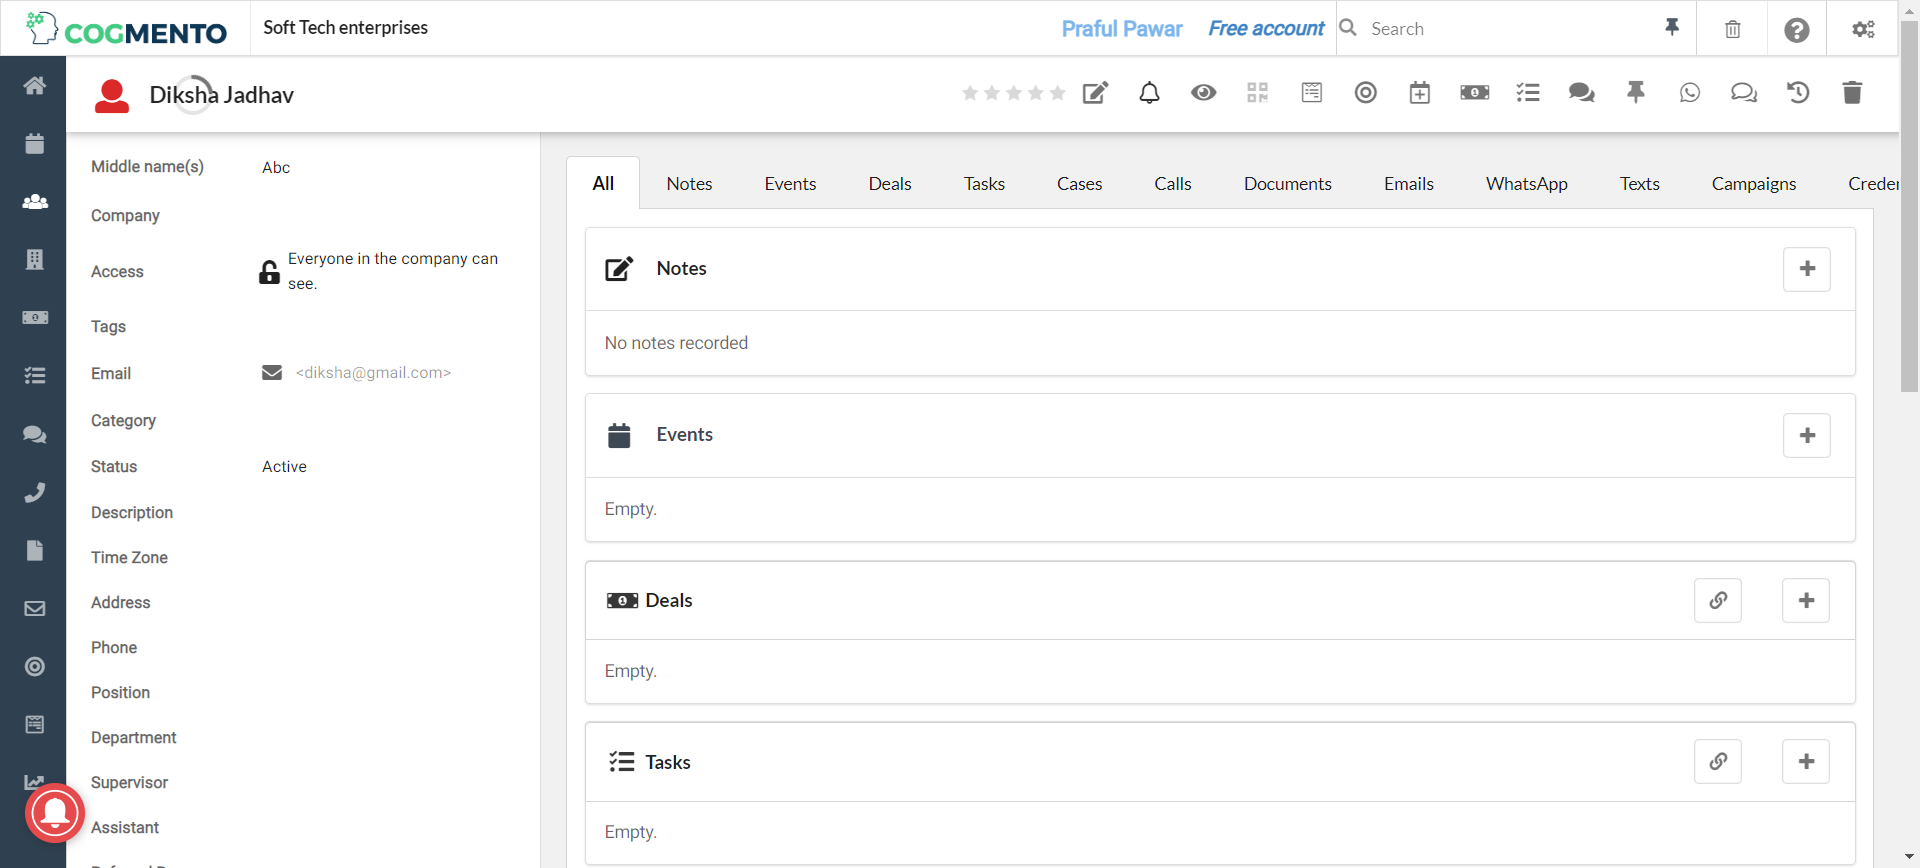 COGMENTO
Soft Tech enterprises
Praful Pawar
Free account
Search
Diksha Jadhav
Middle name(s)
Abc
Company
Access
Everyone in the company can
see.
Tags
Email
<diksha@gmail.com>
Category
Status
Active
Description
Time Zone
Address
Phone
Position
Department
Supervisor
Assistant
All
Notes
Events
Deals
Tasks
Cases
Calls
Documents
Emails
WhatsApp
Texts
Campaigns
Notes
No notes recorded
Events
Empty.
Deals
Empty.
Tasks
Empty.